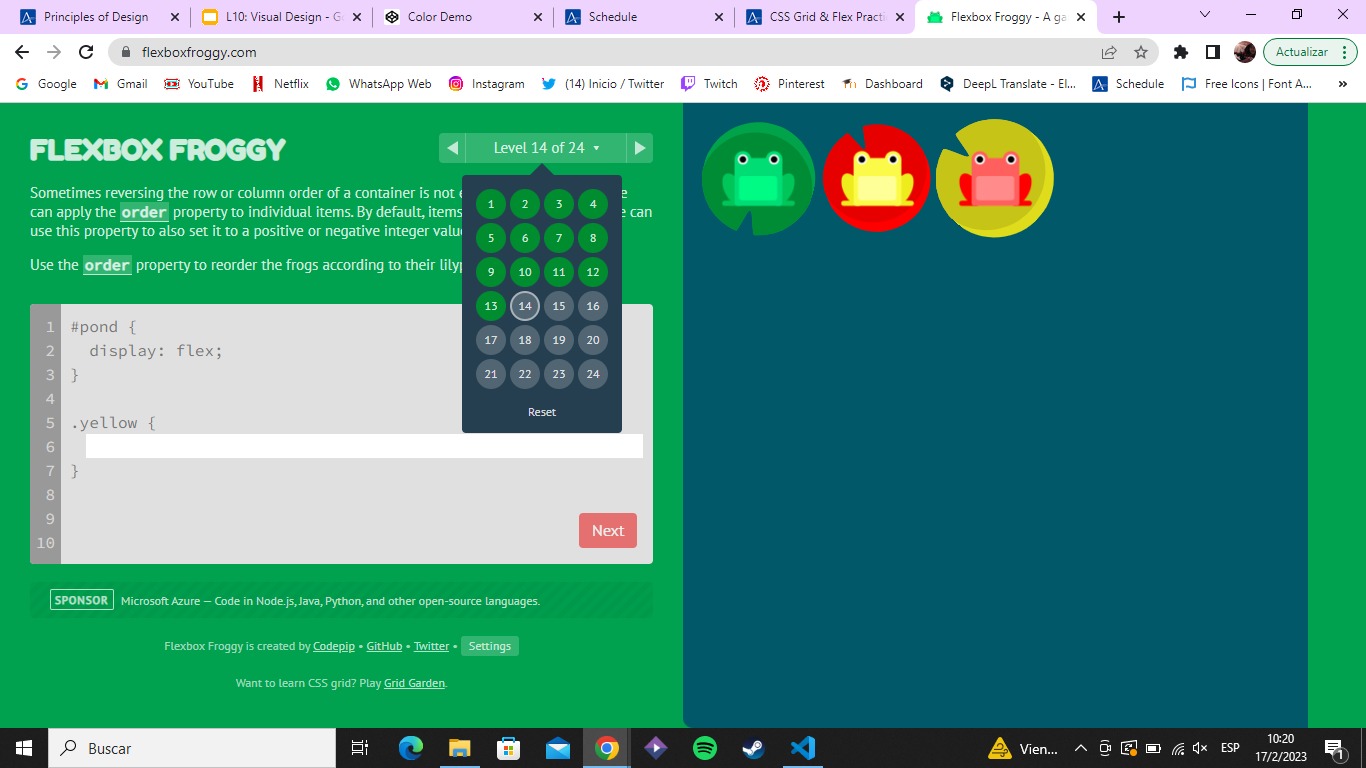 Principles of Design
L10: Visual Design - G
Color Demo
Schedule
CSS Grid & Flex Practi
Flexbox Froggy - A ga
flexboxfroggy.com
Actualizar
Google
Gmail
YouTube
Netflix
WhatsApp Web
Instagram
(14) Inicio / Twitter
Twitch
Pinterest
Dashboard
DeepL Translate - El...
Schedule
Free Icons | Font A...
»
FLEXBOX FROGGY
Level 14 of 24
Sometimes reversing the row or column order of a container is not e
can apply the order property to individual items. By default, items e can
use this property to also set it to a positive or negative integer valu
Use the order property to reorder the frogs according to their lily
1 2 3 4
5 6 7 8
9 10 11 12
13 14 15 16
17 18 19 20
21 22 23 24
Reset
1 #pond {
2 display: flex;
3 }
4
5 .yellow {
6
7 }
8
9
10
Next
SPONSOR Microsoft Azure — Code in Node.js, Java, Python, and other open-source languages.
Flexbox Froggy is created by Codepip • GitHub • Twitter • Settings
Want to learn CSS grid? Play Grid Garden.
Buscar
Vien...
ESP
10:20
17/2/2023
1